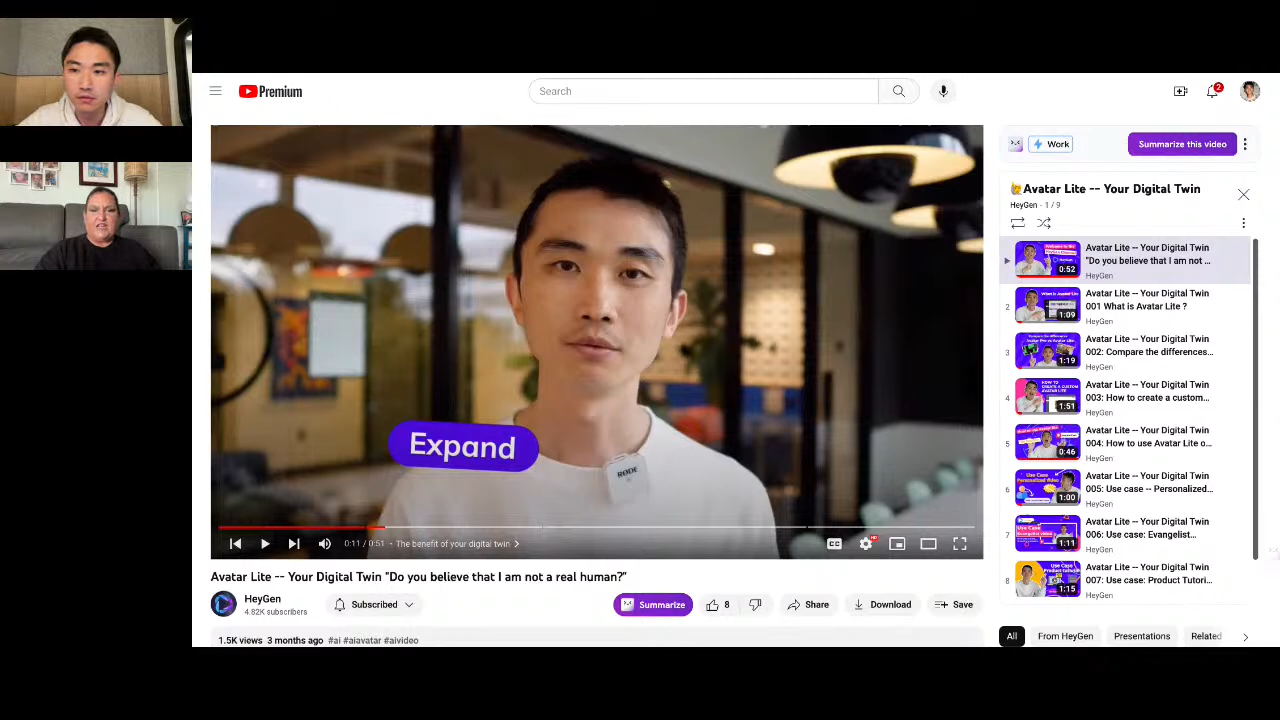 Premium
Search
2
Expand
RØDE
0:11 / 0:51 • The benefit of your digital twin
CC
HD
Avatar Lite -- Your Digital Twin "Do you believe that I am not a real human?"
HeyGen
4.82K subscribers
Subscribed
Summarize
8
Share
Download
Save
1.5K views 3 months ago #ai #aiavatar #aivideo
Work
Summarize this video
🙋Avatar Lite -- Your Digital Twin
HeyGen - 1 / 9
0:52
Avatar Lite -- Your Digital Twin
"Do you believe that I am not ...
HeyGen
2
1:09
Avatar Lite -- Your Digital Twin
001 What is Avatar Lite ?
HeyGen
3
1:19
Avatar Lite -- Your Digital Twin
002: Compare the differences...
HeyGen
4
1:51
Avatar Lite -- Your Digital Twin
003: How to create a custom...
HeyGen
5
0:46
Avatar Lite -- Your Digital Twin
004: How to use Avatar Lite o...
HeyGen
6
1:00
Avatar Lite -- Your Digital Twin
005: Use case -- Personalized...
HeyGen
7
1:11
Avatar Lite -- Your Digital Twin
006: Use case: Evangelist...
HeyGen
8
1:15
Avatar Lite -- Your Digital Twin
007: Use case: Product Tutori...
HeyGen
All
From HeyGen
Presentations
Related